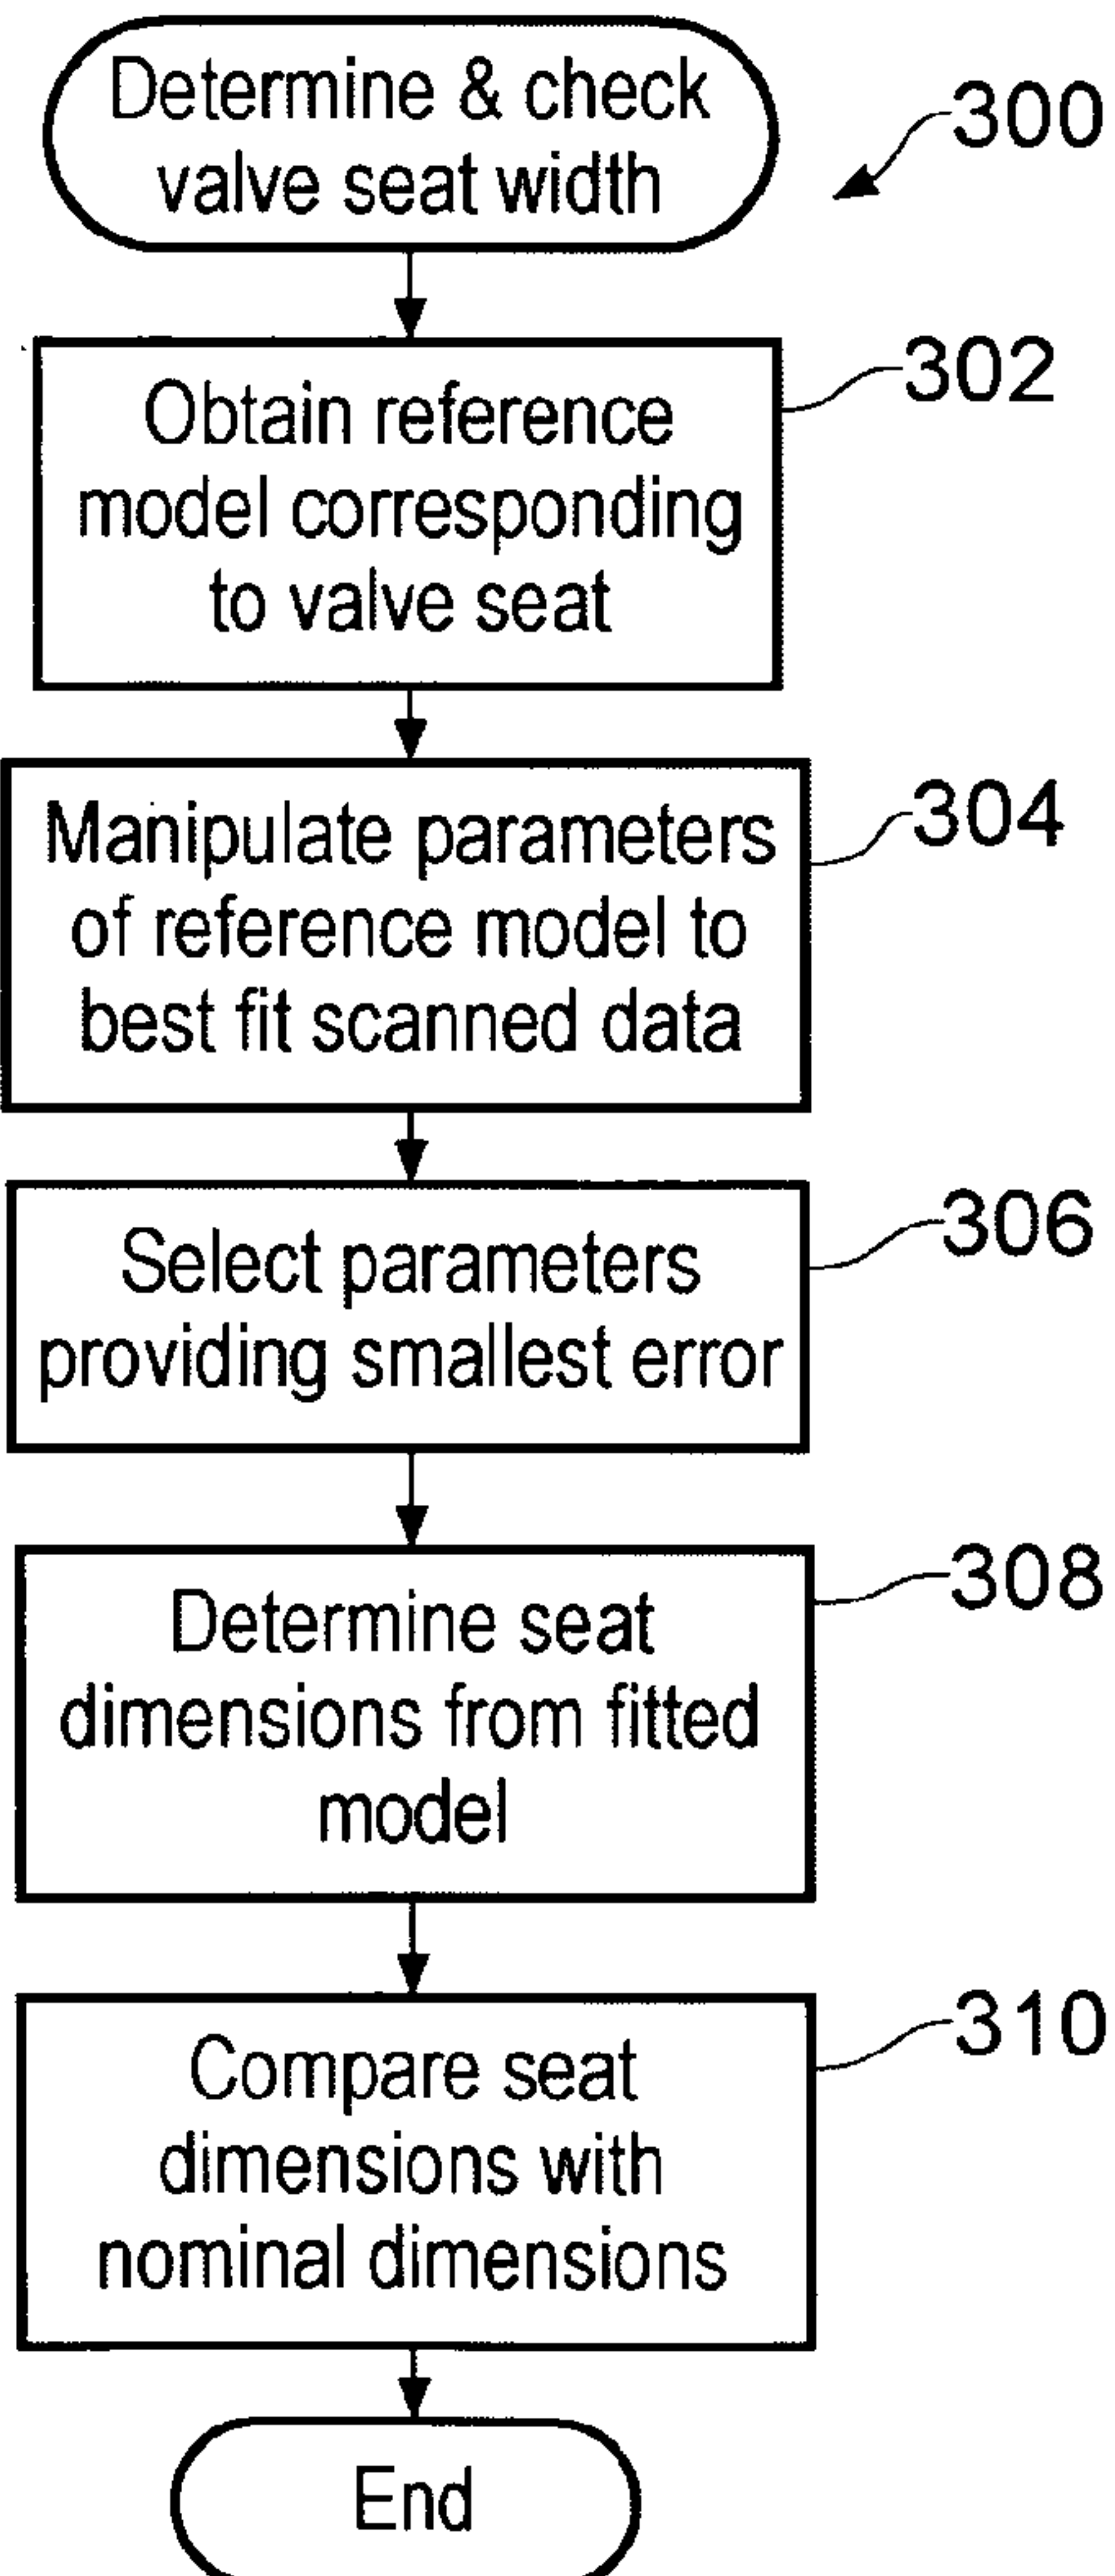 Determine & check
valve seat width
300
Obtain reference
model corresponding
to valve seat
302
Manipulate parameters
of reference model to
best fit scanned data
304
Select parameters
providing smallest error
306
Determine seat
dimensions from fitted
model
308
Compare seat
dimensions with
nominal dimensions
310
End